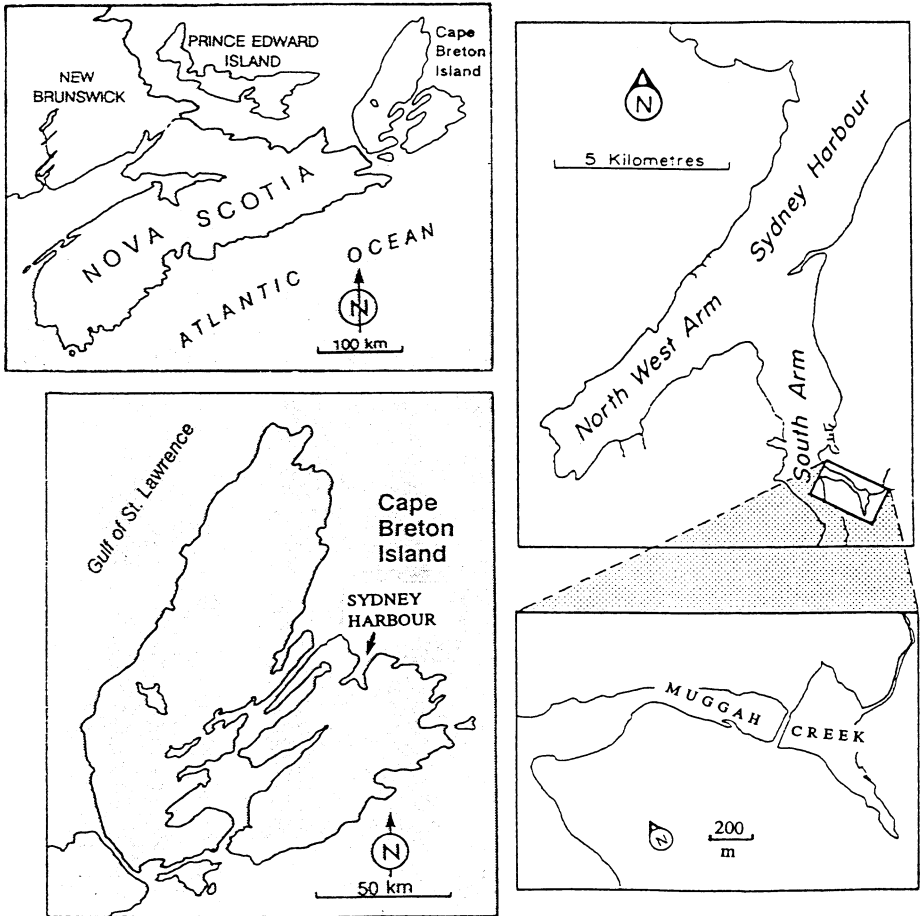 PRINCE EDWARD
ISLAND
NEW
BRUNSWICK
Cape
Breton
Island
NOVA SCOTIA
ATLANTIC OCEAN
N
100 km
Gulf of St. Lawrence
Cape
Breton
Island
SYDNEY
HARBOUR
N
50 km
N
5 Kilometres
Sydney Harbour
North West Arm
South Arm
MUGGAH
CREEK
N
200
m